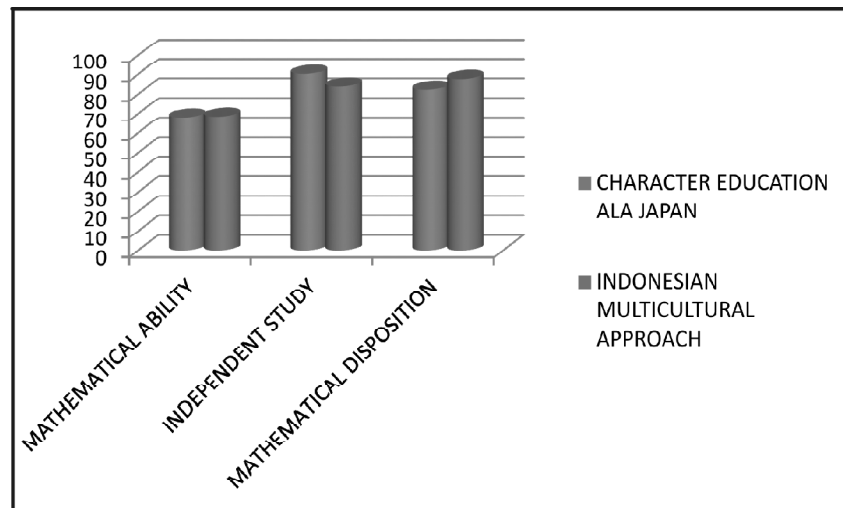 100
90
80
70
60
50
40
30
20
10
0
MATHEMATICAL ABILITY
INDEPENDENT STUDY
MATHEMATICAL DISPOSITION
CHARACTER EDUCATION
ALA JAPAN
INDONESIAN
MULTICULTURAL
APPROACH